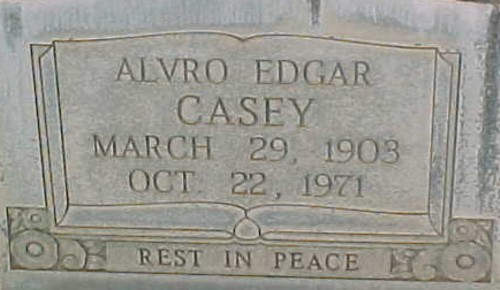 ALVRO EDGAR
CASEY
MARCH 29, 1903
OCT. 22, 1971
REST IN PEACE